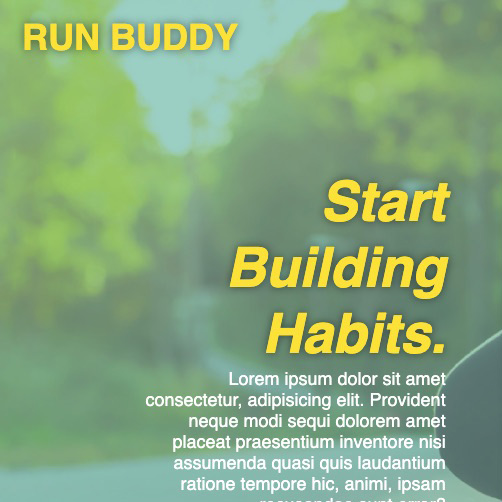 RUN BUDDY
Start
Building
Habits.
Lorem ipsum dolor sit amet
consectetur, adipisicing elit. Provident
neque modi sequi dolorem amet
placeat praesentium inventore nisi
assumenda quasi quis laudantium
ratione tempore hic, animi, ipsam